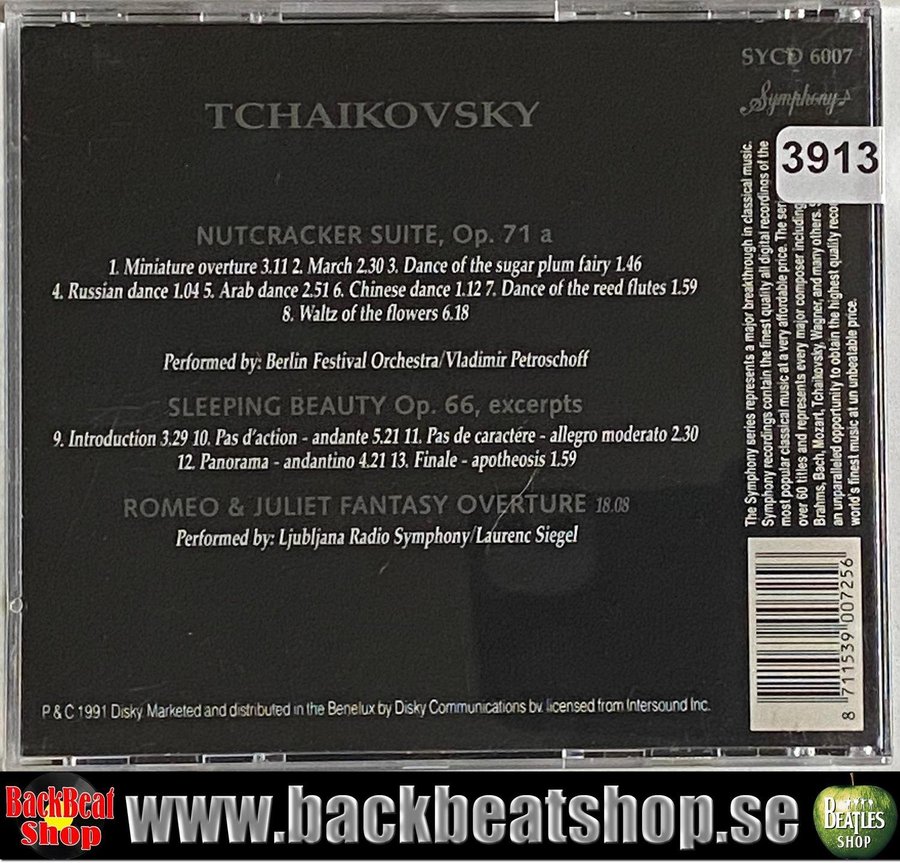 SYCD 6007
Symphony
TCHAIKOVSKY
3913
NUTCRACKER SUITE, Op. 71 a
1. Miniature overture 3.11 2. March 2.30 3. Dance of the sugar plum fairy 1.46
4. Russian dance 1.04 5. Arab dance 2.51 6. Chinese dance 1.12 7. Dance of the reed flutes 1.59
8. Waltz of the flowers 6.18
Performed by: Berlin Festival Orchestra/Vladimir Petroschoff
SLEEPING BEAUTY Op. 66, excerpts
9. Introduction 3.29 10. Pas d'action - andante 5.21 11. Pas de caractere - allegro moderato 2.30
12. Panorama - andantino 4.21 13. Finale - apotheosis 1.59
ROMEO & JULIET FANTASY OVERTURE 18.08
Performed by: Ljubljana Radio Symphony/Laurenc Siegel
The Symphony series represents a major breakthrough in classical music.
Symphony recordings contain the finest quality all digital recordings of the
most popular classical music at a very affordable price. The
over 60 titles and represents every major composer including
Brahms, Bach, Mozart, Tchaikovsky, Wagner, and many others.
an unparalleled opportunity to obtain the highest quality
world's finest music at un unbeatable price.
8 711539 007256
P & C 1991 Disky Marketed and distributed in the Benelux by Disky Communications bv. licensed from Intersound Inc.
BackBeat
Shop
www.backbeatshop.se
BEATLES
SHOP